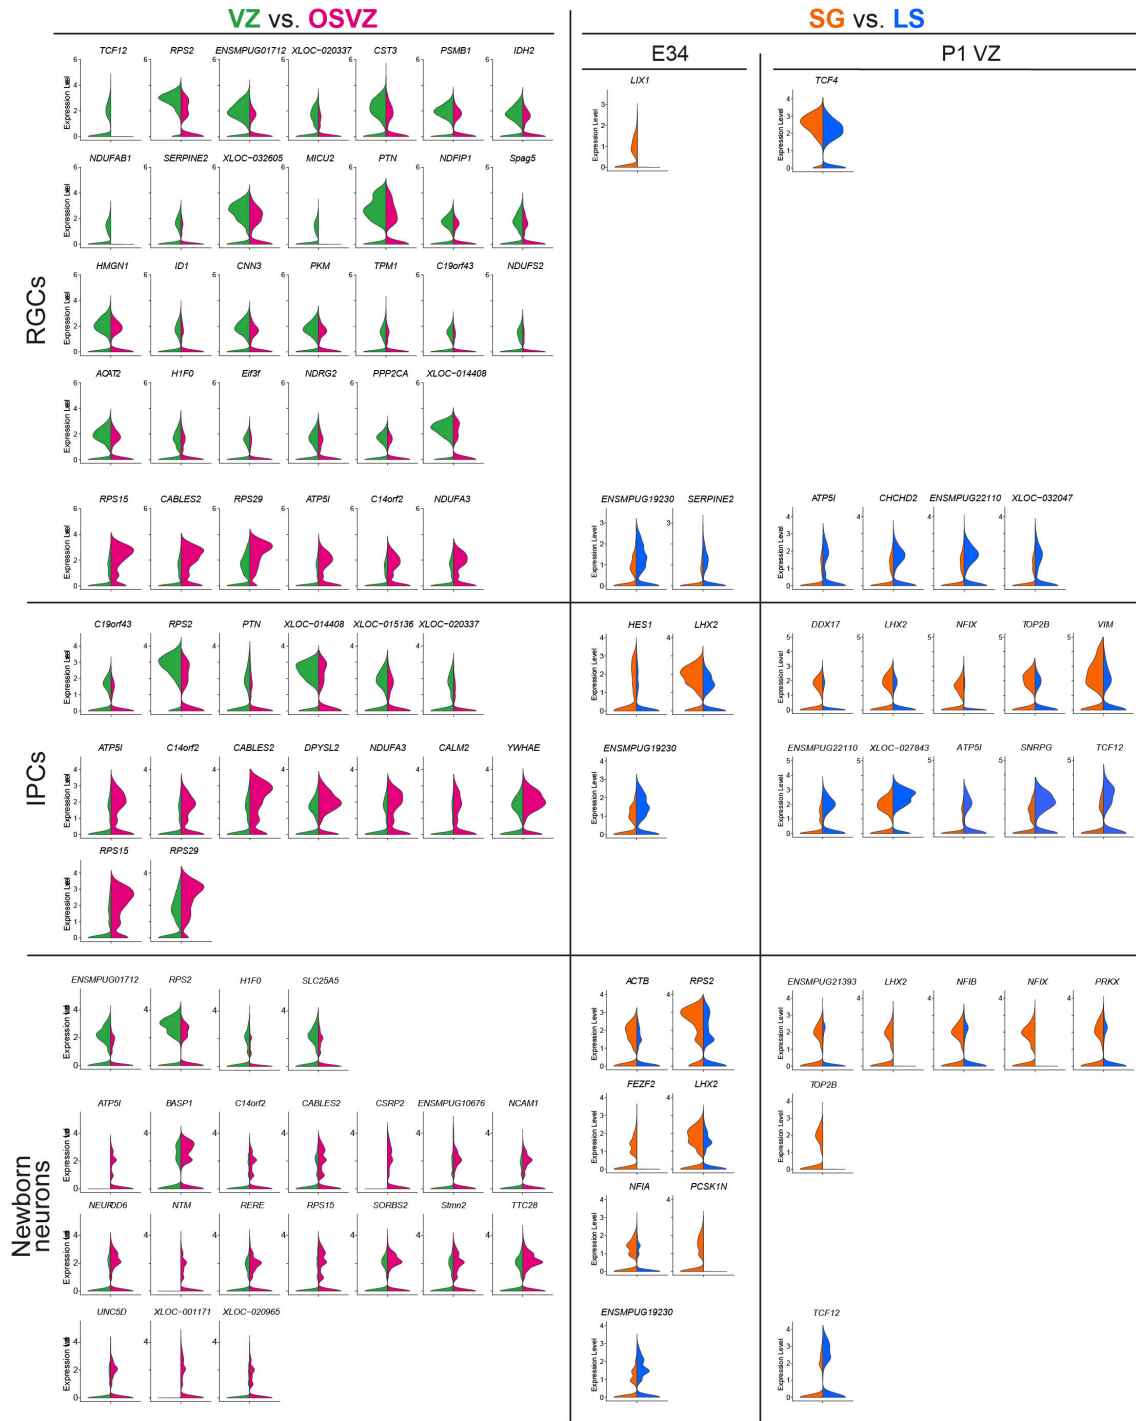 VZ vs. OSVZ
SG vs. LS
E34
P1 VZ
RGCs
TCF12 RPS2 ENSMPUG01712 XLOC-020337 CST3 PSMB1 IDH2
LIX1
TCF4
NDUFAB1 SERPINE2 XLOC-032605 MICU2 PTN NDFIP1 Spag5
HMGN1 ID1 CNN3 PKM TPM1 C19orf43 NDUFS2
ACAT2 H1F0 Eif3f NDRG2 PPP2CA XLOC-014408
RPS15 CABLES2 RPS29 ATP5I C14orf2 NDUFA3
ENSMPUG19230 SERPINE2
ATP5I CHCHD2 ENSMPUG22110 XLOC-032047
IPCs
C19orf43 RPS2 PTN XLOC-014408 XLOC-015136 XLOC-020337
HES1 LHX2
DDX17 LHX2 NFIX TOP2B VIM
ATP5I C14orf2 CABLES2 DPYSL2 NDUFA3 CALM2 YWHAE
ENSMPUG19230
ENSMPUG22110 XLOC-027843 ATP5I SNRPG TCF12
RPS15 RPS29
Newborn
neurons
ENSMPUG01712 RPS2 H1F0 SLC25A5
ACTB RPS2
ENSMPUG21393 LHX2 NFIB NFIX PRKX
ATP5I BASP1 C14orf2 CABLES2 CSRP2 ENSMPUG10676 NCAM1
FEZF2 LHX2
TOP2B
NEUROD6 NTM RERE RPS15 SORBS2 Stmn2 TTC28
NFIA PCSK1N
UNC5D XLOC-001171 XLOC-020965
ENSMPUG19230
TCF12
Expression Level